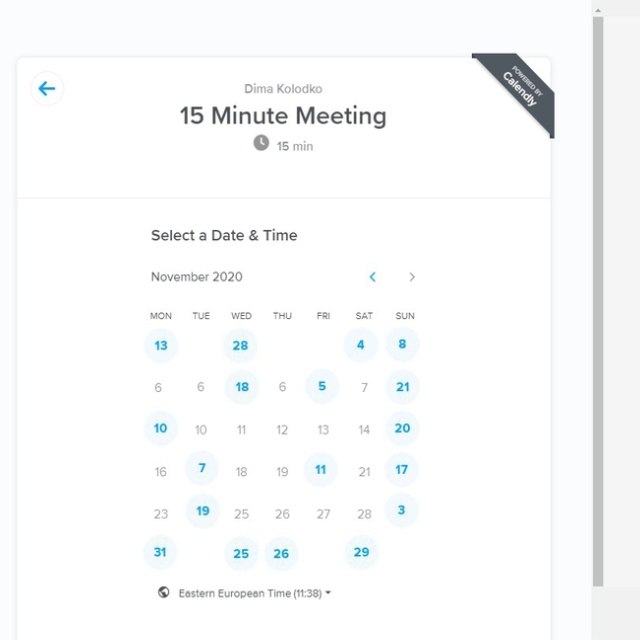 POWERED BY
Calendly
Dima Kolodko
15 Minute Meeting
15 min
Select a Date & Time
November 2020
MON TUE WED THU FRI SAT SUN
13 28 4 8
6 6 18 6 5 7 21
10 10 11 12 13 14 20
16 7 18 19 11 21 17
23 19 25 26 27 28 3
31 25 26 29
Eastern European Time (11:38)